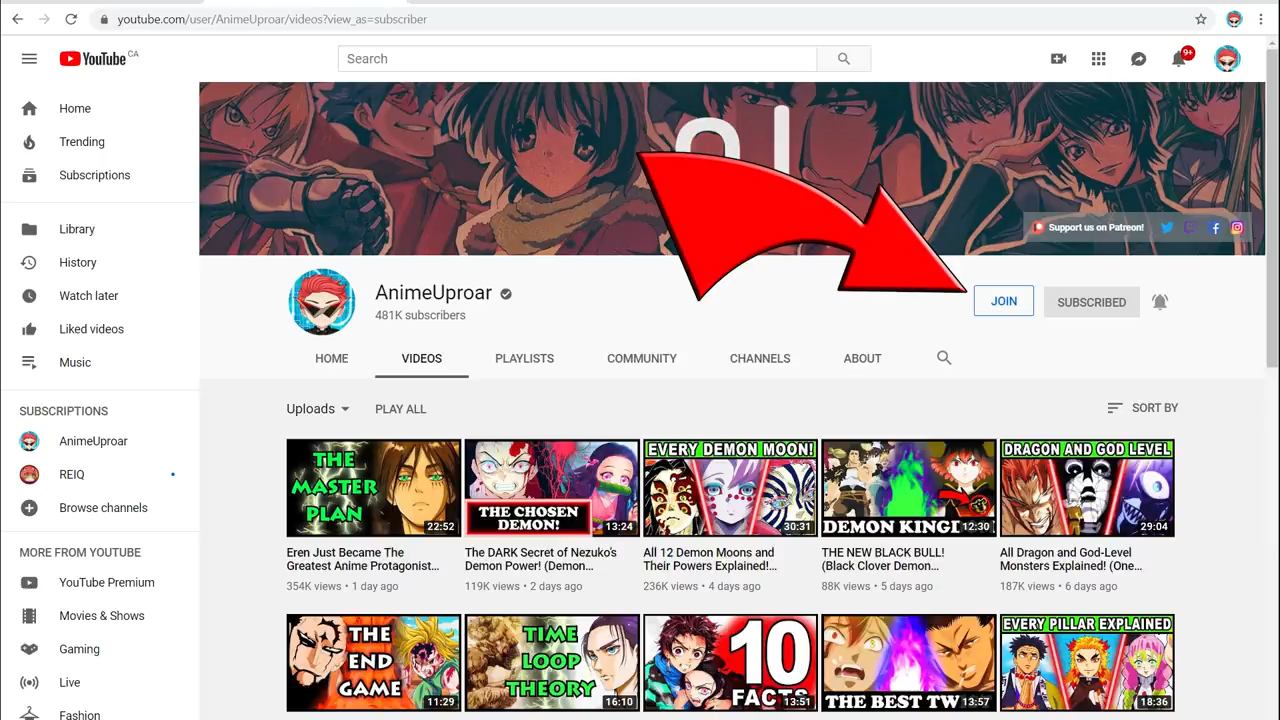 youtube.com/user/AnimeUproar/videos?view_as=subscriber
YouTube CA
Search
9+
Home
Trending
Subscriptions
Library
History
Watch later
Liked videos
Music
SUBSCRIPTIONS
AnimeUproar
REIQ
Browse channels
MORE FROM YOUTUBE
YouTube Premium
Movies & Shows
Gaming
Live
Fashion
Support us on Patreon!
AnimeUproar
481K subscribers
JOIN
SUBSCRIBED
HOME
VIDEOS
PLAYLISTS
COMMUNITY
CHANNELS
ABOUT
Uploads
PLAY ALL
SORT BY
THE
MASTER
PLAN
22:52
Eren Just Became The
Greatest Anime Protagonist...
354K views • 1 day ago
THE CHOSEN
DEMON!
13:24
The DARK Secret of Nezuko's
Demon Power! (Demon...
119K views • 2 days ago
EVERY DEMON MOON!
30:31
All 12 Demon Moons and
Their Powers Explained!...
236K views • 4 days ago
DEMON KING
12:30
THE NEW BLACK BULL!
(Black Clover Demon...
88K views • 5 days ago
DRAGON AND GOD LEVEL
29:04
All Dragon and God-Level
Monsters Explained! (One...
187K views • 6 days ago
THE
END
GAME
11:29
TIME
LOOP
THEORY
16:10
10
FACTS
13:51
THE BEST TW
13:57
EVERY PILLAR EXPLAINED
18:36